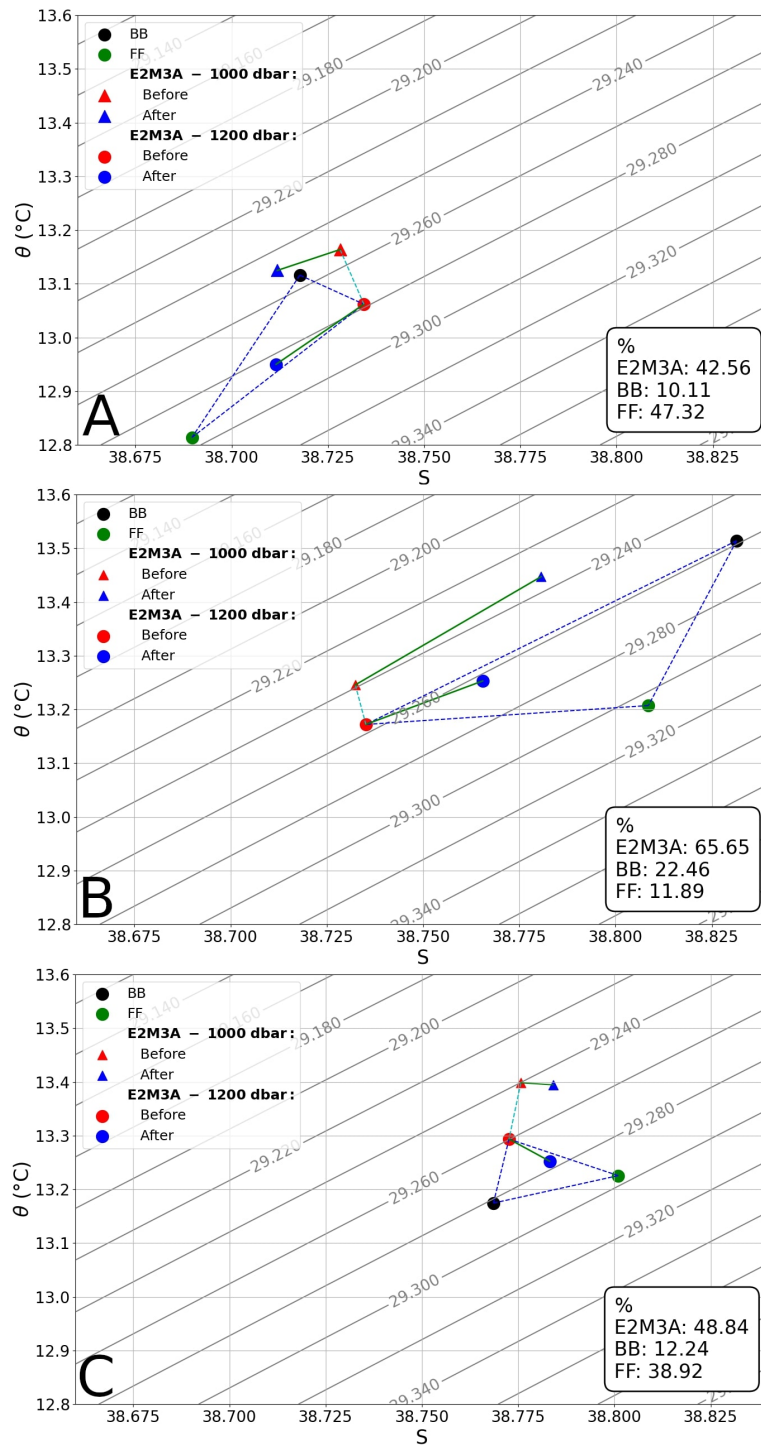 13.6
13.5
13.4
13.3
13.2
13.1
13.0
12.9
12.8
θ (°C)
BB
FF
E2M3A − 1000 dbar:
Before
After
E2M3A − 1200 dbar:
Before
After
29.140
29.160
29.180
29.200
29.220
29.240
29.260
29.280
29.300
29.320
29.340
A
%
E2M3A: 42.56
BB: 10.11
FF: 47.32
38.675
38.700
38.725
38.750
38.775
38.800
38.825
S
13.6
13.5
13.4
13.3
13.2
13.1
13.0
12.9
12.8
θ (°C)
BB
FF
E2M3A − 1000 dbar:
Before
After
E2M3A − 1200 dbar:
Before
After
29.140
29.160
29.180
29.200
29.220
29.240
29.260
29.280
29.300
29.320
29.340
B
%
E2M3A: 65.65
BB: 22.46
FF: 11.89
38.675
38.700
38.725
38.750
38.775
38.800
38.825
S
13.6
13.5
13.4
13.3
13.2
13.1
13.0
12.9
12.8
θ (°C)
BB
FF
E2M3A − 1000 dbar:
Before
After
E2M3A − 1200 dbar:
Before
After
29.140
29.160
29.180
29.200
29.220
29.240
29.260
29.280
29.300
29.320
29.340
C
%
E2M3A: 48.84
BB: 12.24
FF: 38.92
38.675
38.700
38.725
38.750
38.775
38.800
38.825
S